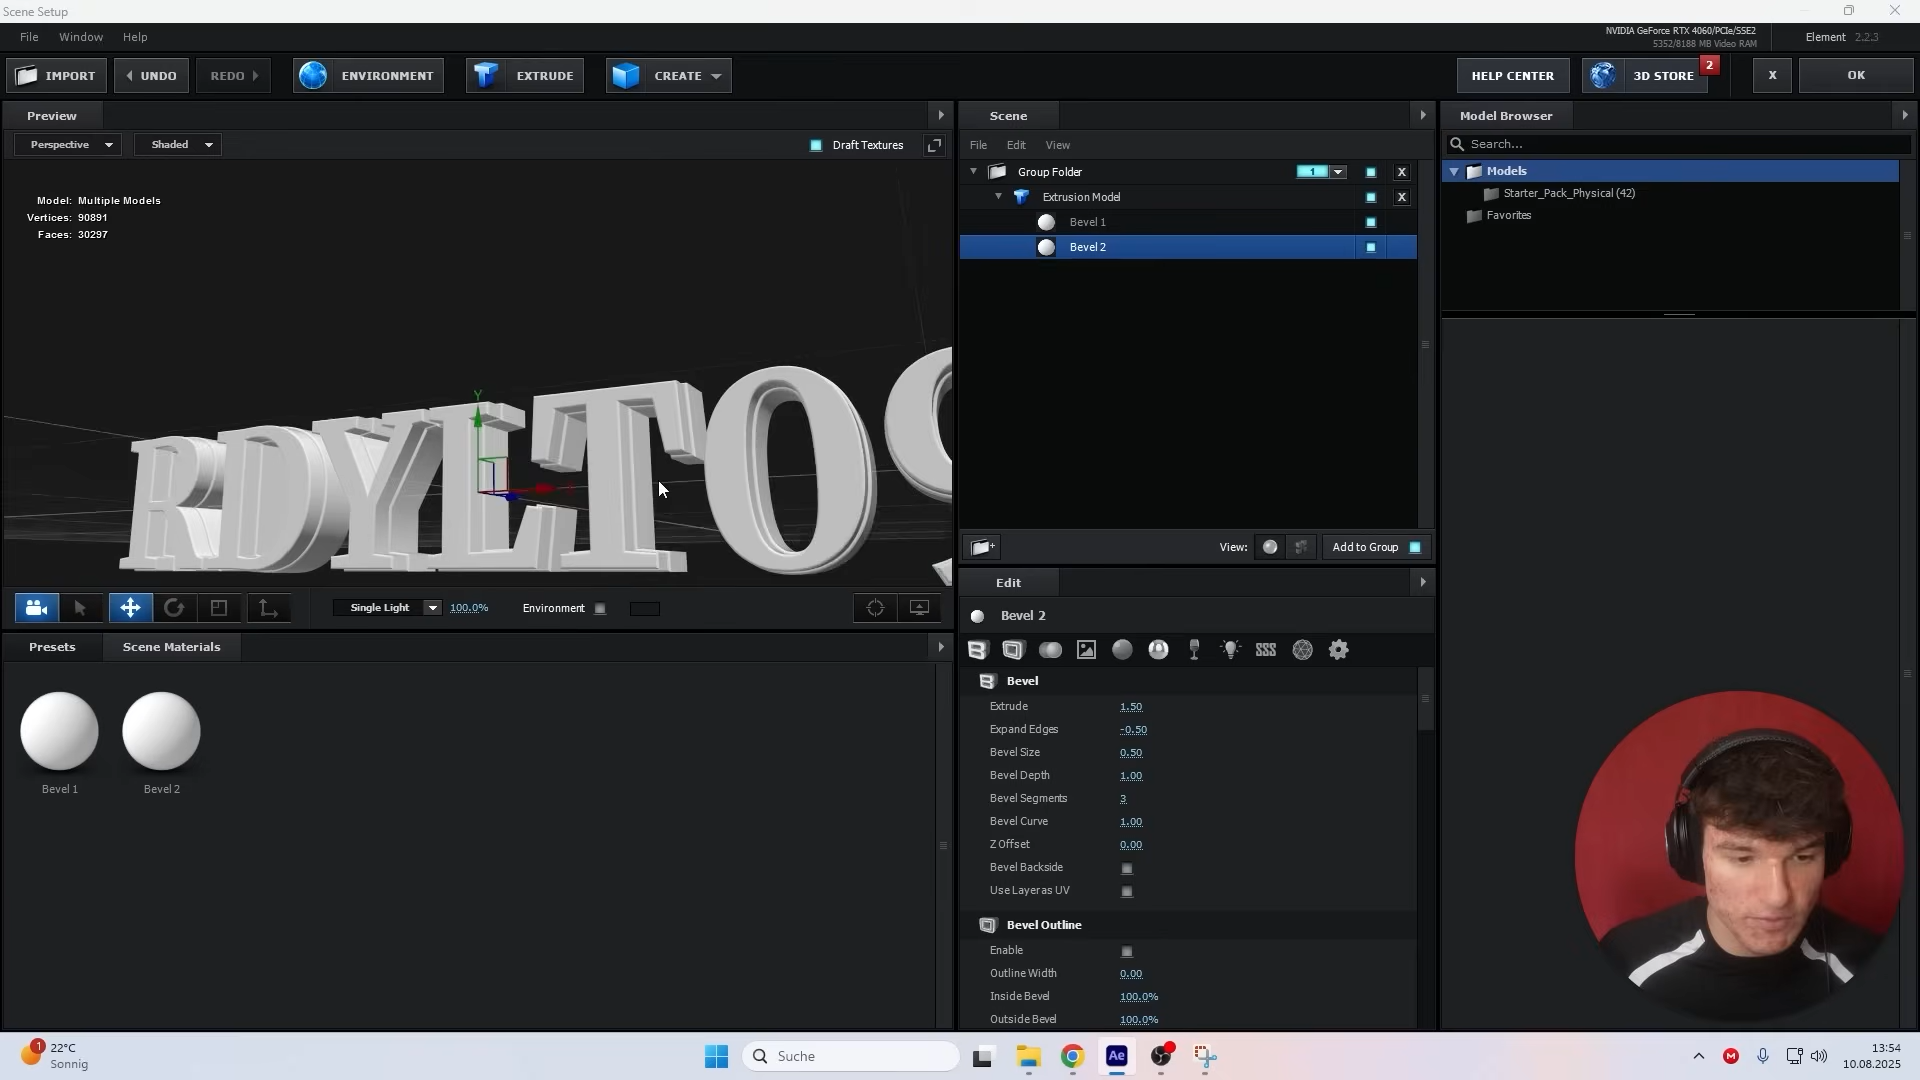 Scene Setup
File Window Help
NVIDIA GeForce RTX 4060/PCIe/SSE2
5352/8188 MB Video RAM
Element 2.2.3
IMPORT UNDO REDO ENVIRONMENT EXTRUDE CREATE HELP CENTER 3D STORE 2 X OK
Preview
Perspective Shaded Draft Textures
Model: Multiple Models
Vertices: 90891
Faces: 30297
RDYLTOS
Y
Single Light 100.0% Environment
Presets Scene Materials
Bevel 1 Bevel 2
Scene
File Edit View
Group Folder 1 X
Extrusion Model X
Bevel 1
Bevel 2
View: Add to Group
Edit
Bevel 2
Bevel
Extrude 1.50
Expand Edges -0.50
Bevel Size 0.50
Bevel Depth 1.00
Bevel Segments 3
Bevel Curve 1.00
Z Offset 0.00
Bevel Backside
Use Layer as UV
Bevel Outline
Enable
Outline Width 0.00
Inside Bevel 100.0%
Outside Bevel 100.0%
Model Browser
Search...
Models
Starter_Pack_Physical (42)
Favorites
1 22°C
Sonnig
Suche
Ae
M
13:54
10.08.2025